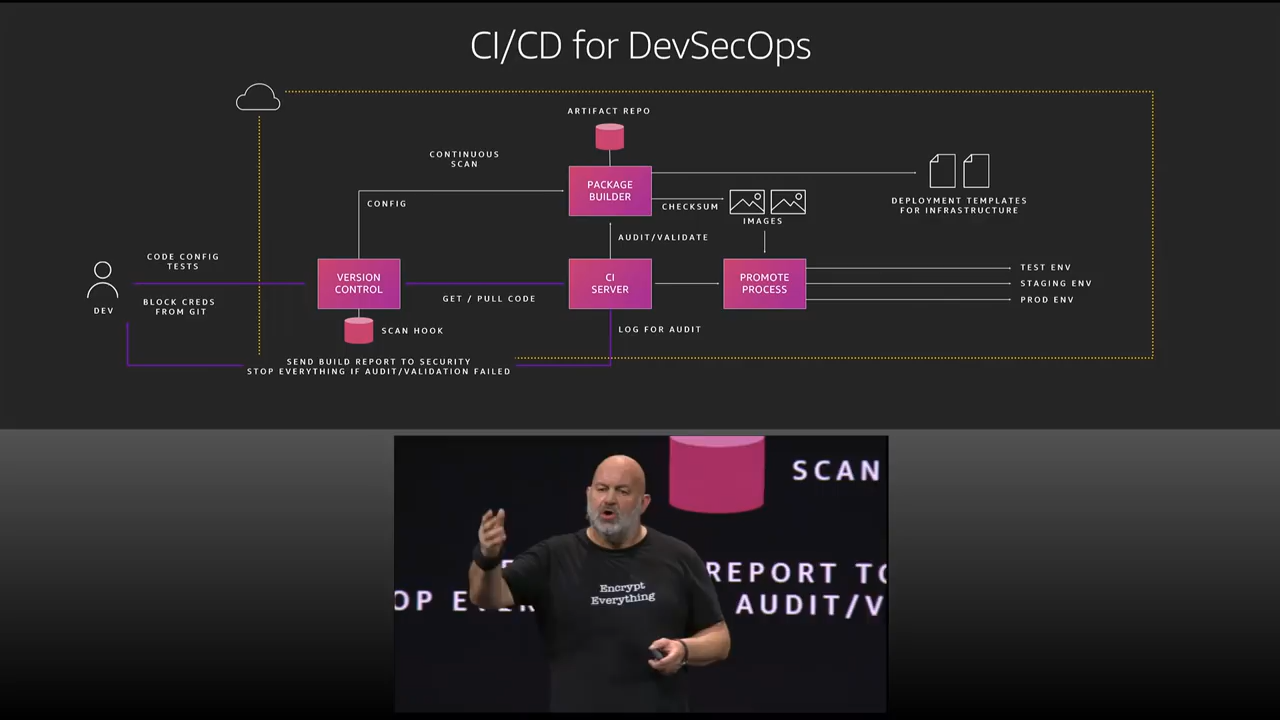 CI/CD for DevSecOps
ARTIFACT REPO
CONTINUOUS
SCAN
PACKAGE
BUILDER
CONFIG
CHECKSUM
IMAGES
DEPLOYMENT TEMPLATES
FOR INFRASTRUCTURE
AUDIT/VALIDATE
CODE CONFIG
TESTS
BLOCK CREDS
FROM GIT
DEV
VERSION
CONTROL
GET / PULL CODE
CI
SERVER
PROMOTE
PROCESS
TEST ENV
STAGING ENV
PROD ENV
SCAN HOOK
LOG FOR AUDIT
SEND BUILD REPORT TO SECURITY
STOP EVERYTHING IF AUDIT/VALIDATION FAILED
SCAN
REPORT TO
OP EVER
AUDIT/V
Encrypt
Everything